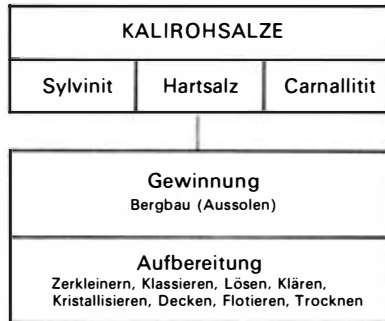 KALIROHSALZE
Sylvinit Hartsalz Carnallitit
Gewinnung
Bergbau (Aussolen)
Aufbereitung
Zerkleinern, Klassieren, Lösen, Klären,
Kristallisieren, Decken, Flotieren, Trocknen